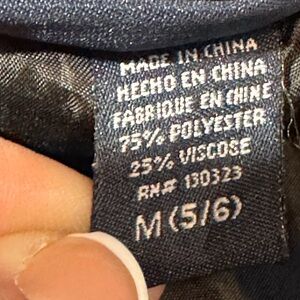 MADE IN CHINA
HECHO EN CHINA
FABRIQUE EN CHINE
75% POLYESTER
25% VISCOSE
RN# 130323
M (5/6)